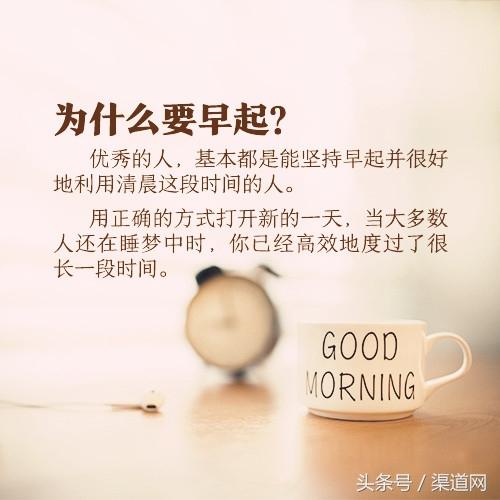 为什么要早起?
优秀的人，基本都是能坚持早起并很好
地利用清晨这段时间的人。
用正确的方式打开新的一天，当大多数
人还在睡梦中时，你已经高效地度过了很
长一段时间。
GOOD
MORNING
头条号／渠道网